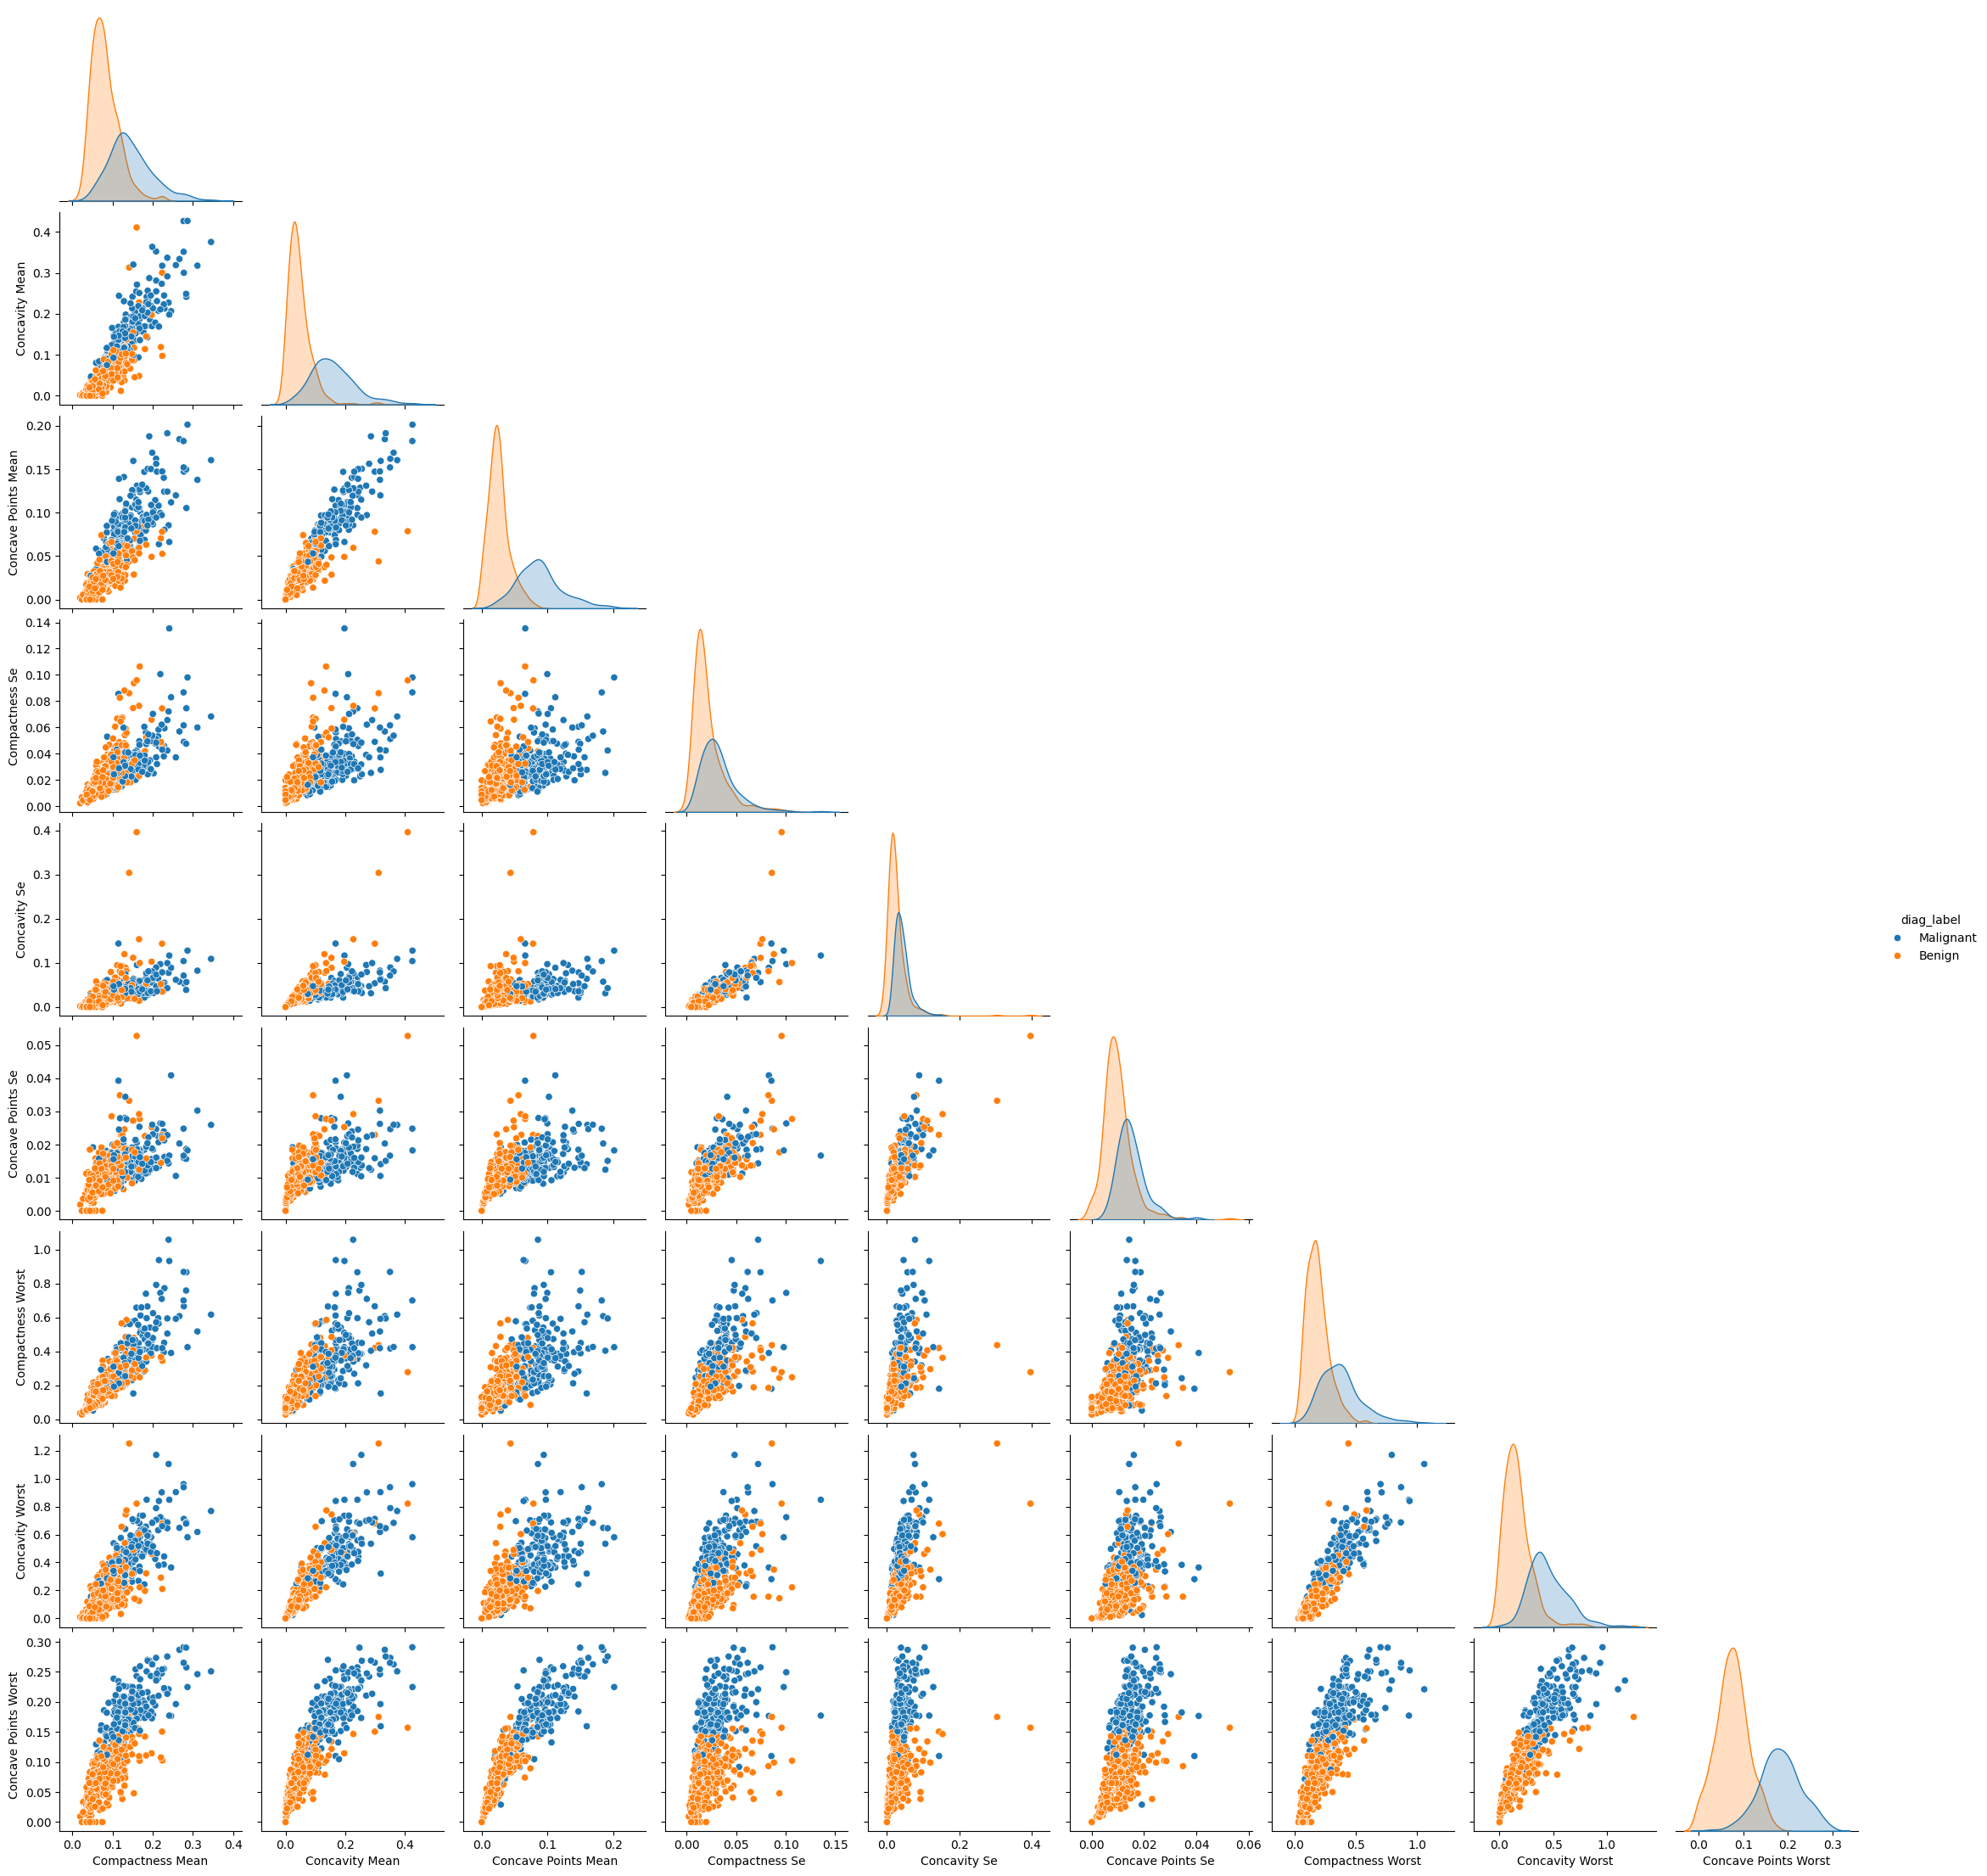 Concavity Mean
0.4
0.3
0.2
0.1
0.0
Concave Points Mean
0.20
0.15
0.10
0.05
0.00
Compactness Se
0.14
0.12
0.10
0.08
0.06
0.04
0.02
0.00
Concavity Se
0.4
0.3
0.2
0.1
0.0
diag_label
Malignant
Benign
Concave Points Se
0.05
0.04
0.03
0.02
0.01
0.00
Compactness Worst
1.0
0.8
0.6
0.4
0.2
0.0
Concavity Worst
1.2
1.0
0.8
0.6
0.4
0.2
0.0
Concave Points Worst
0.30
0.25
0.20
0.15
0.10
0.05
0.00
0.0 0.1 0.2 0.3 0.4
Compactness Mean
0.0 0.2 0.4
Concavity Mean
0.0 0.1 0.2
Concave Points Mean
0.00 0.05 0.10 0.15
Compactness Se
0.0 0.2 0.4
Concavity Se
0.00 0.02 0.04 0.06
Concave Points Se
0.0 0.5 1.0
Compactness Worst
0.0 0.5 1.0
Concavity Worst
0.0 0.1 0.2 0.3
Concave Points Worst